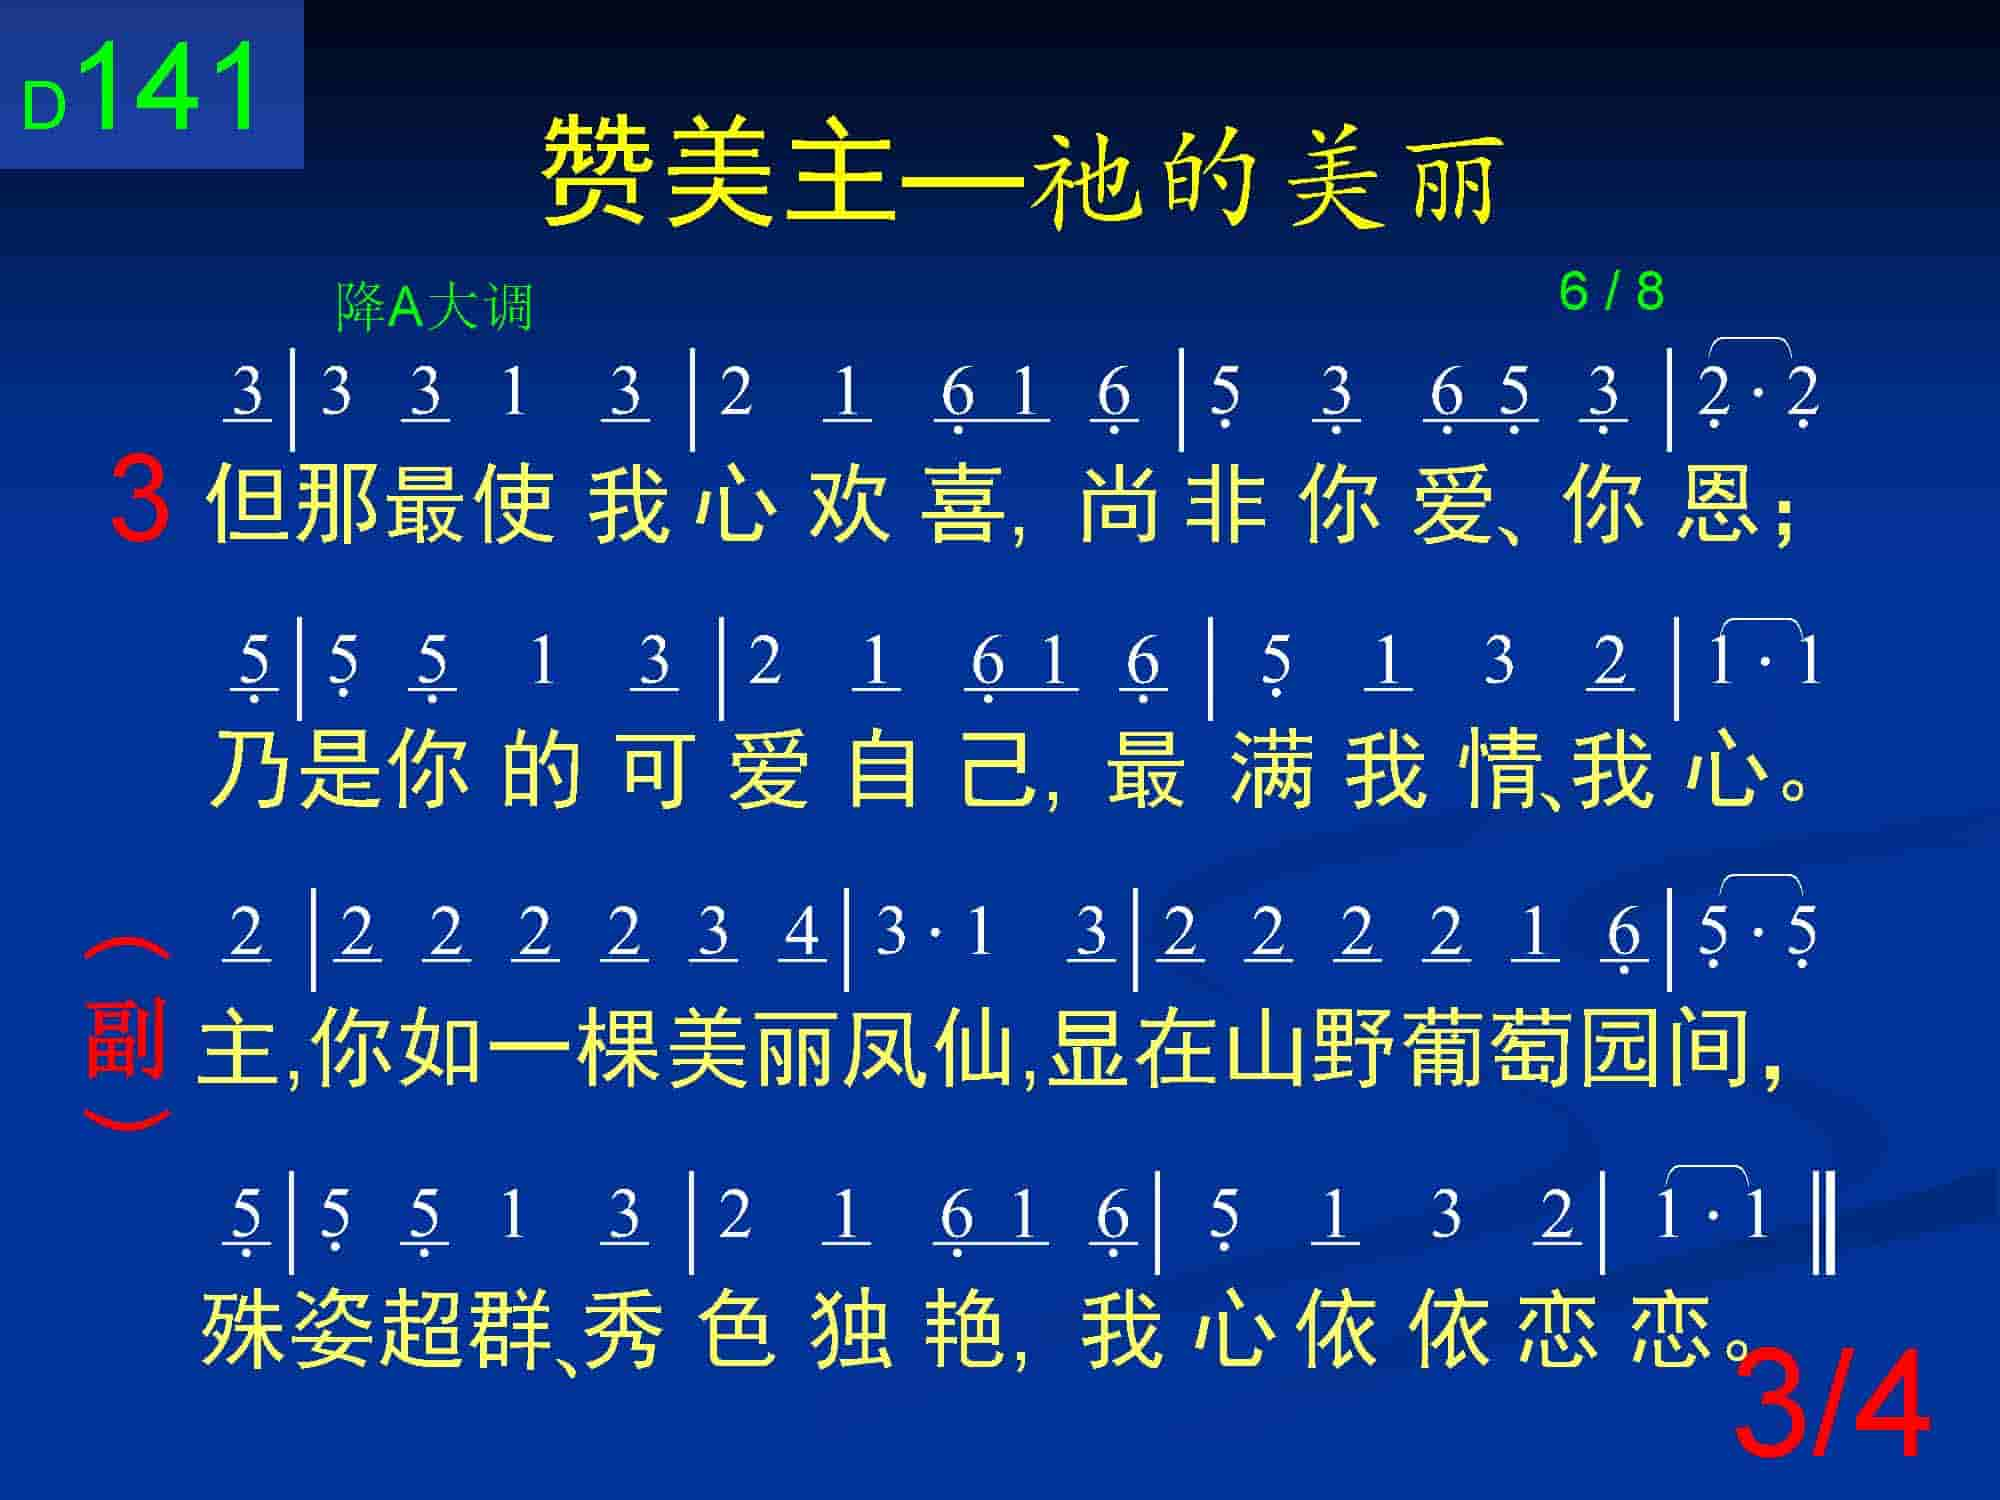 D141
赞美主—祂的美丽
降A大调 6 / 8
3 | 3 3 1 3 | 2 1 6̣ 1 6̣ | 5̣ 3̣ 6̣ 5̣ 3̣ | 2̣ · 2̣
3 但那最使我心欢喜, 尚非你爱、你恩；
5̣ | 5̣ 5̣ 1 3 | 2 1 6̣ 1 6̣ | 5̣ 1 3 2 | 1 · 1
乃是你的可爱自己, 最满我情、我心。
2 | 2 2 2 2 3 4 | 3 · 1 3 | 2 2 2 2 1 6̣ | 5̣ · 5̣
（副） 主,你如一棵美丽凤仙,显在山野葡萄园间，
5̣ | 5̣ 5̣ 1 3 | 2 1 6̣ 1 6̣ | 5̣ 1 3 2 | 1 · 1 ‖
殊姿超群、秀色独艳, 我心依依恋恋。
3/4